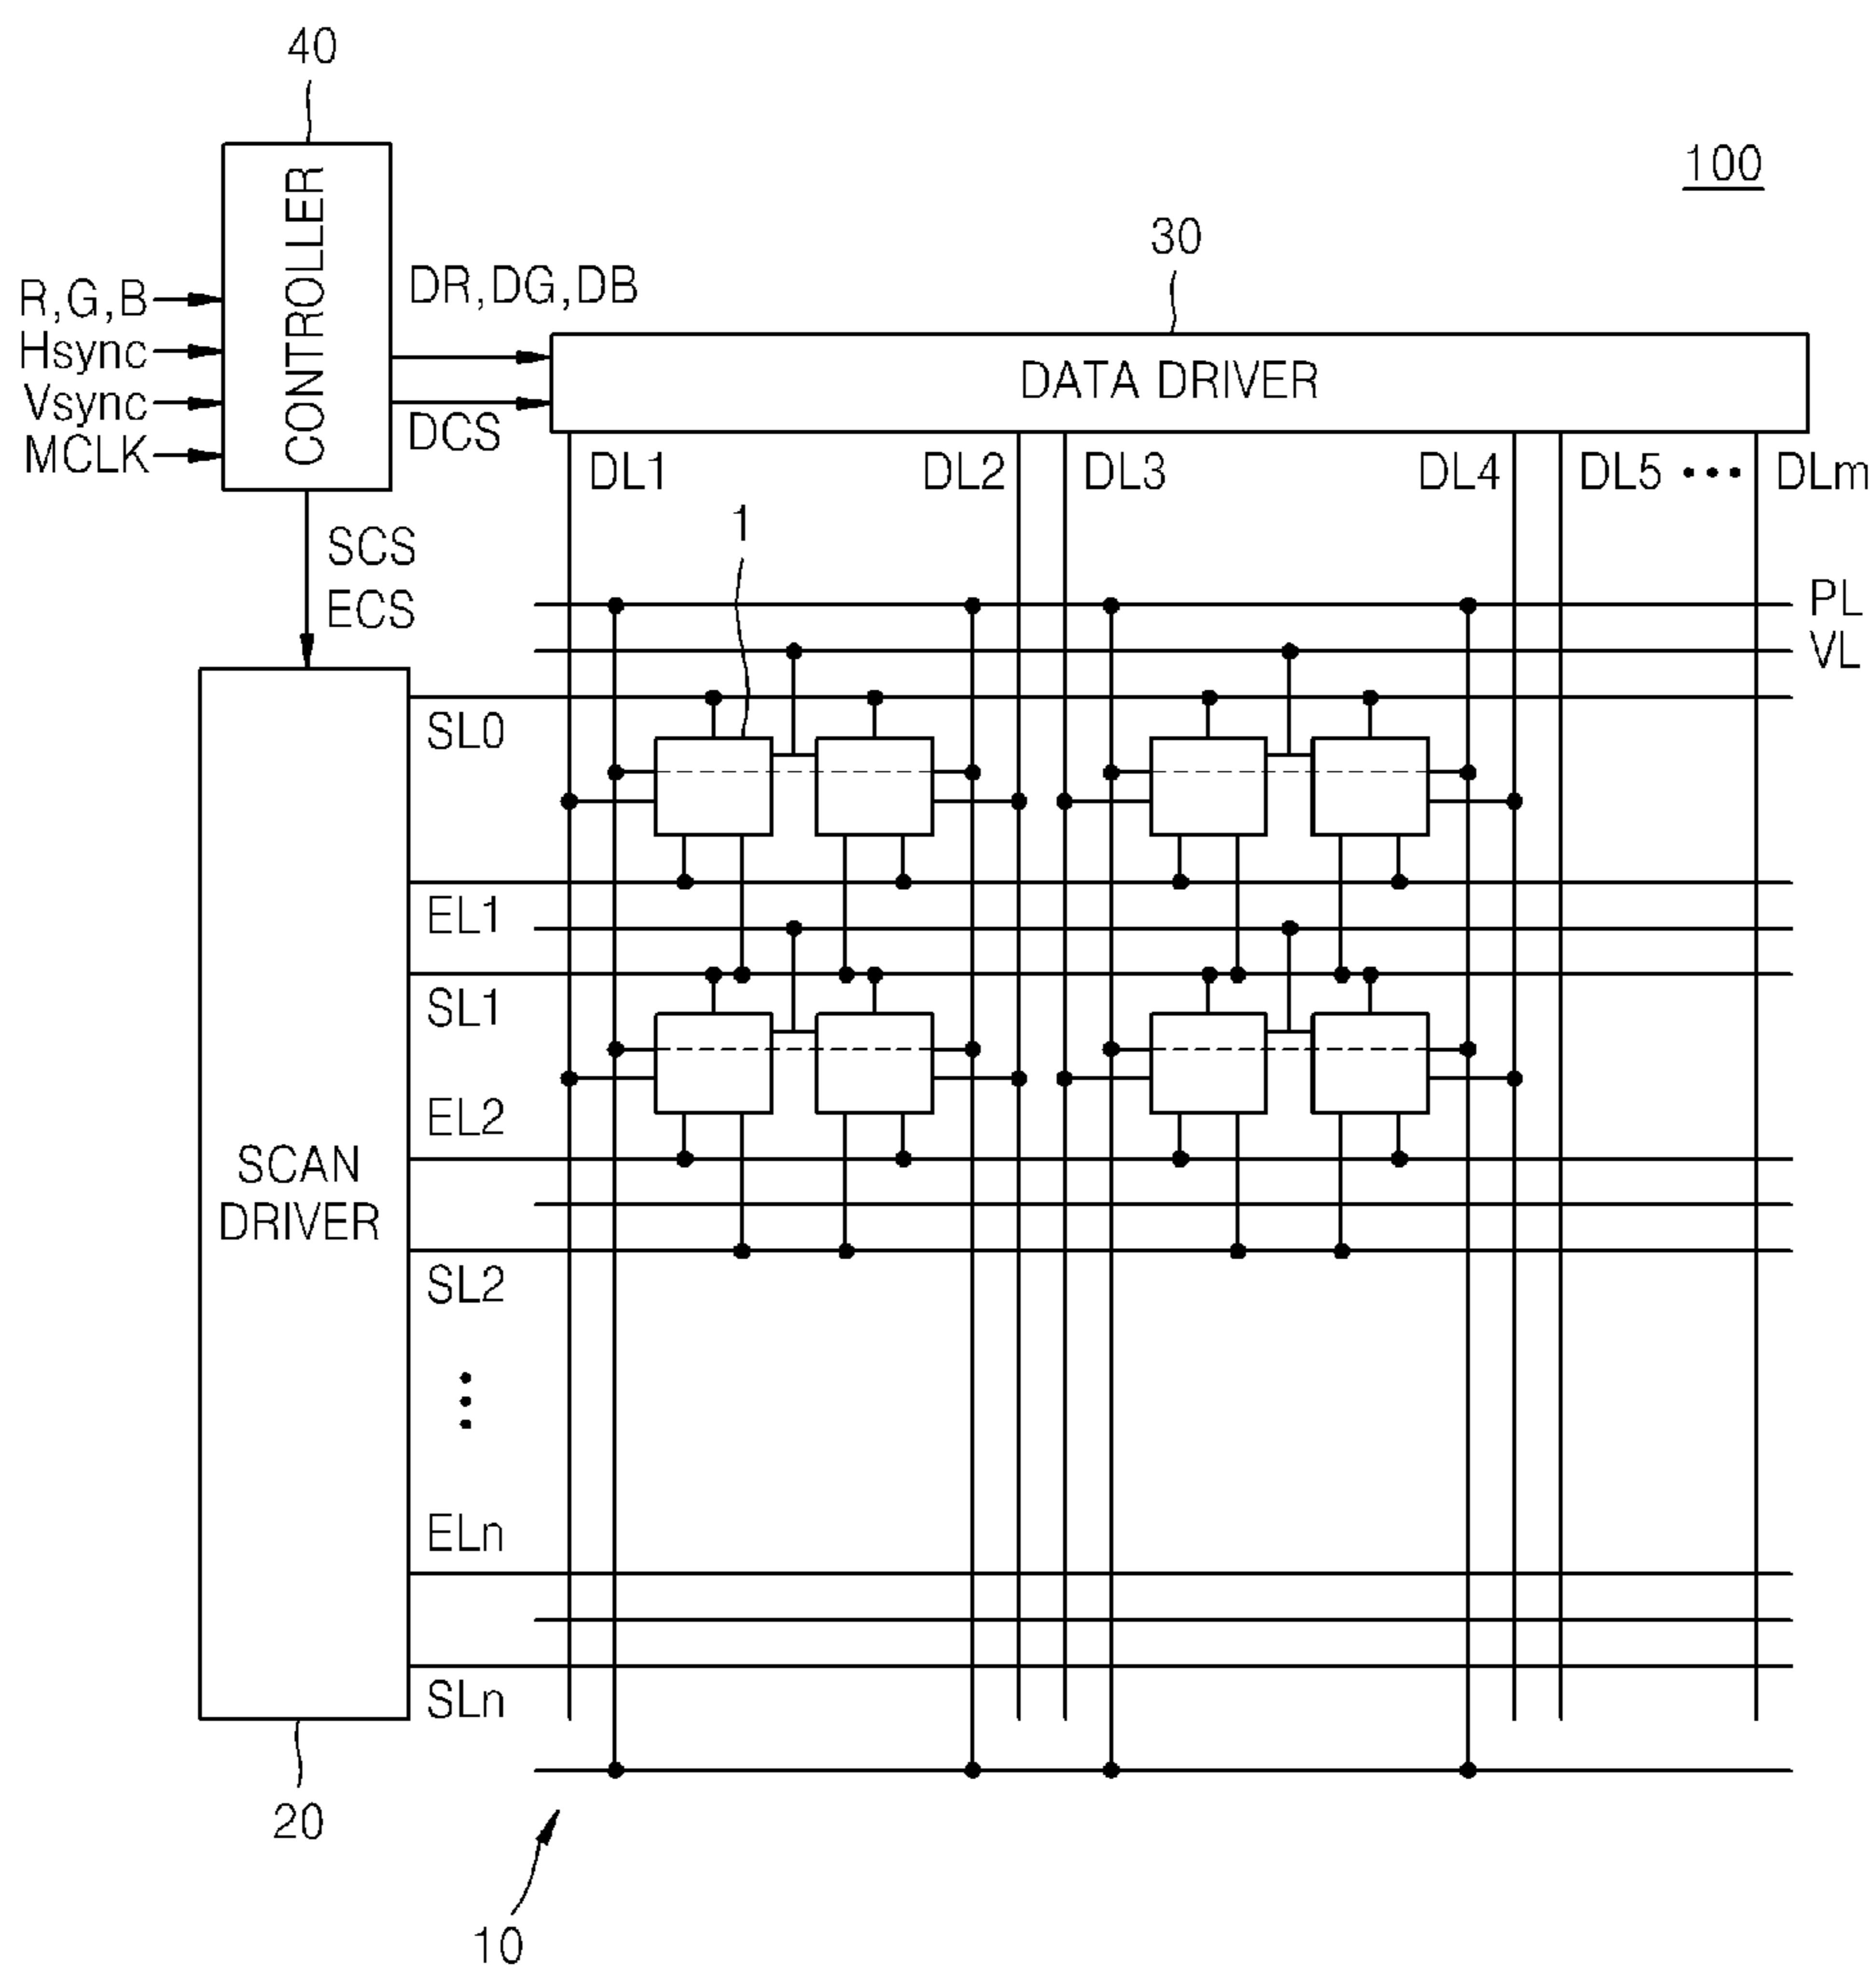 40
100
30
CONTROLLER
R,G,B
Hsync
Vsync
MCLK
DR,DG,DB
DCS
DATA DRIVER
DL1
DL2
DL3
DL4
DL5 ••• DLm
SCS
ECS
1
PL
VL
SL0
EL1
SL1
EL2
SCAN
DRIVER
SL2
ELn
SLn
20
10